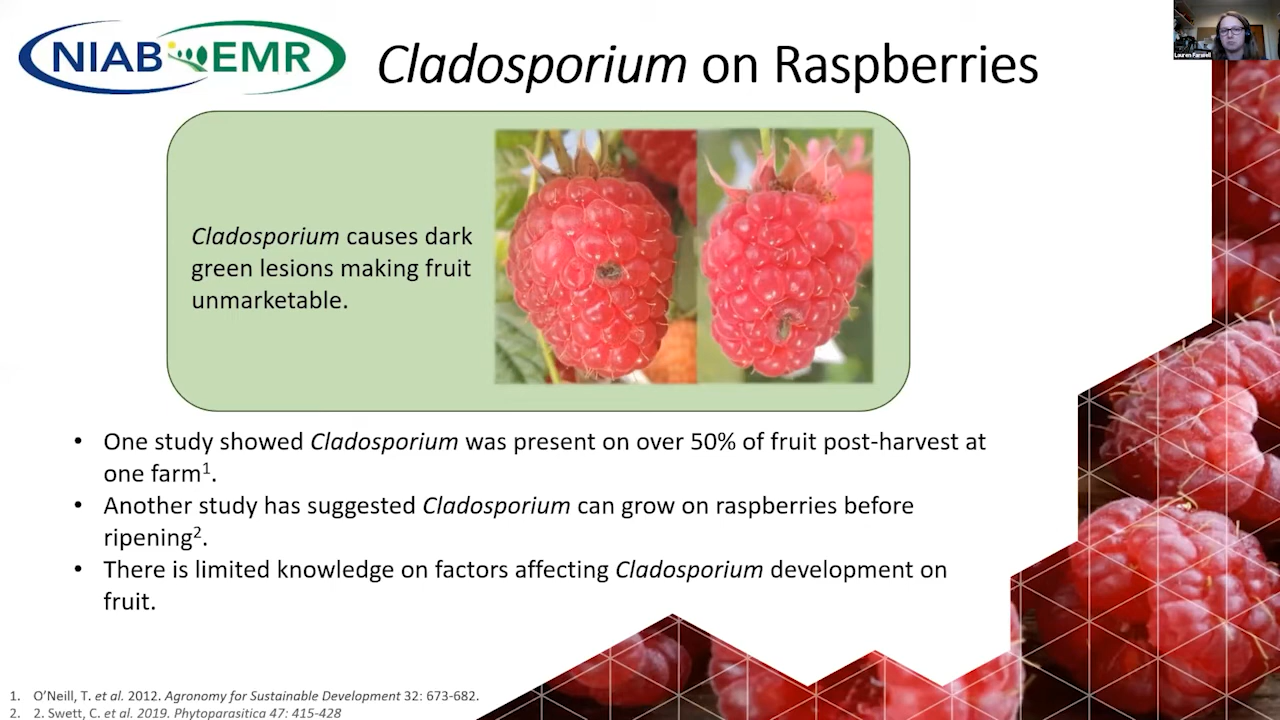 NIAB EMR
Cladosporium on Raspberries
Lauren Farwell
Cladosporium causes dark
green lesions making fruit
unmarketable.
• One study showed Cladosporium was present on over 50% of fruit post-harvest at
one farm1.
• Another study has suggested Cladosporium can grow on raspberries before
ripening2.
• There is limited knowledge on factors affecting Cladosporium development on
fruit.
1. O’Neill, T. et al. 2012. Agronomy for Sustainable Development 32: 673-682.
2. 2. Swett, C. et al. 2019. Phytoparasitica 47: 415-428